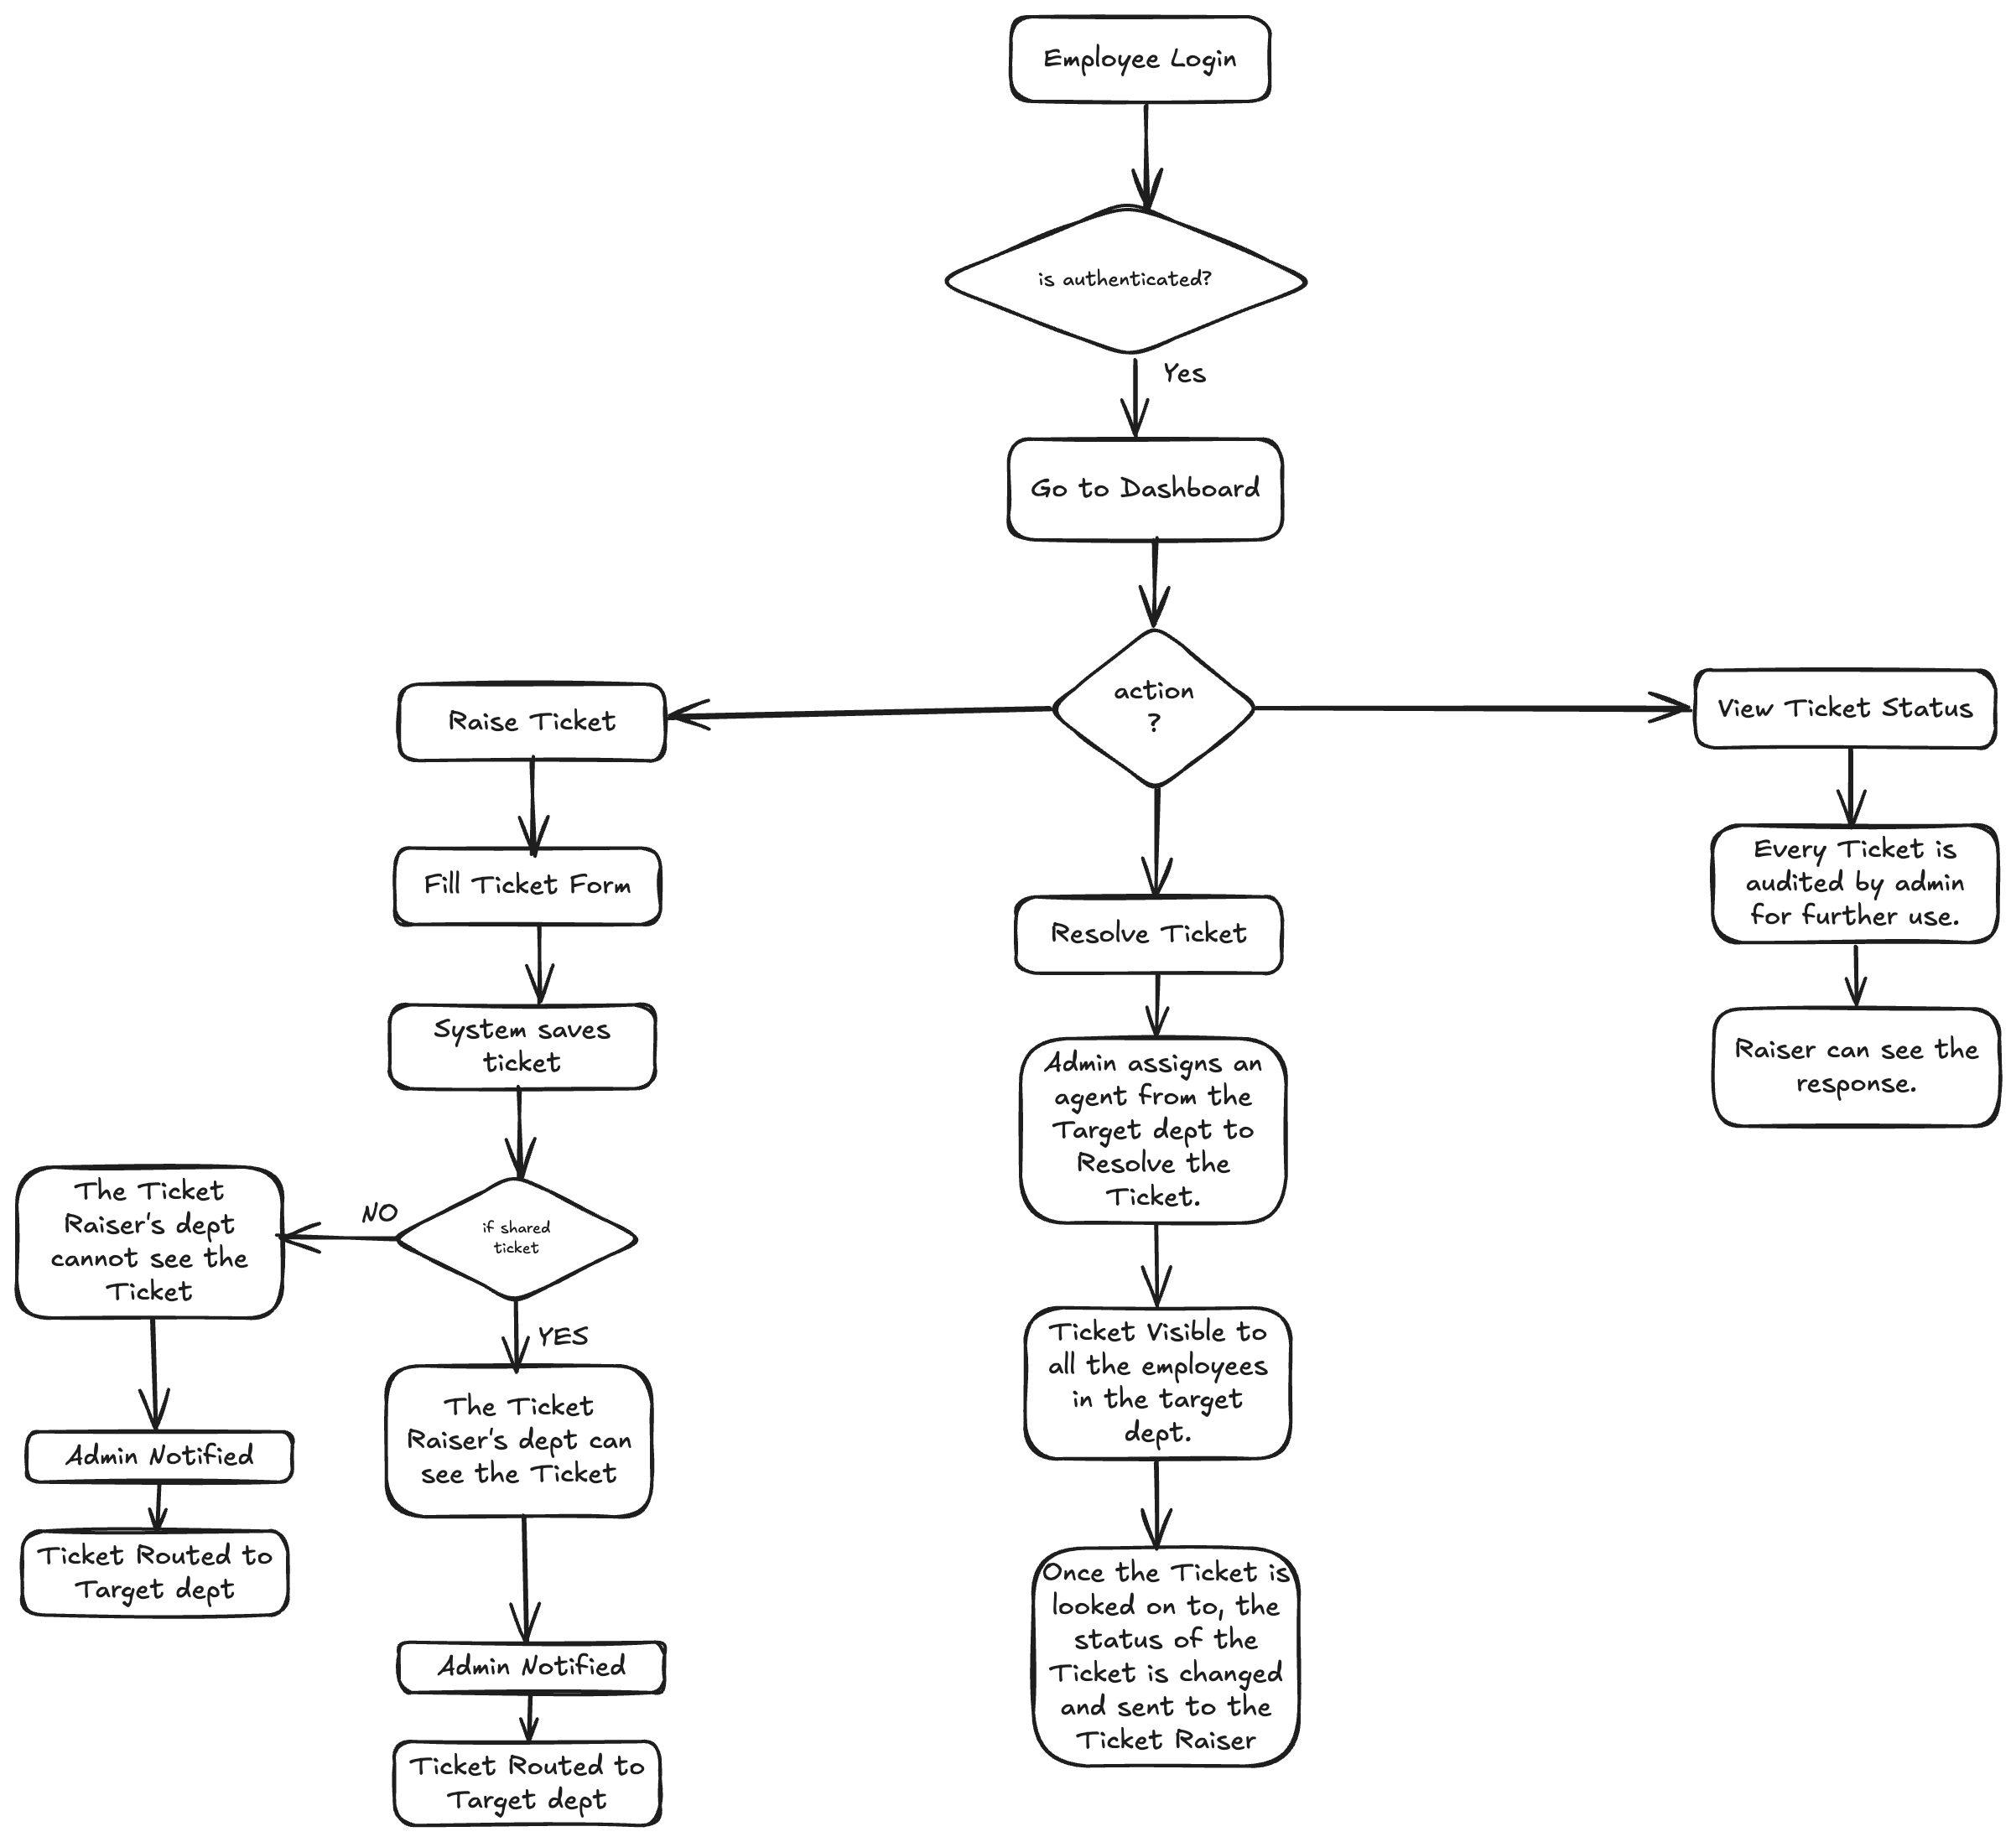 Employee Login
is authenticated?
Yes
Go to Dashboard
action
?
Raise Ticket
Fill Ticket Form
System saves
ticket
if shared
ticket
NO
The Ticket
Raiser's dept
cannot see the
Ticket
Admin Notified
Ticket Routed to
Target dept
YES
The Ticket
Raiser's dept can
see the Ticket
Admin Notified
Ticket Routed to
Target dept
Resolve Ticket
Admin assigns an
agent from the
Target dept to
Resolve the
Ticket.
Ticket Visible to
all the employees
in the target
dept.
Once the Ticket is
looked on to, the
status of the
Ticket is changed
and sent to the
Ticket Raiser
View Ticket Status
Every Ticket is
audited by admin
for further use.
Raiser can see the
response.